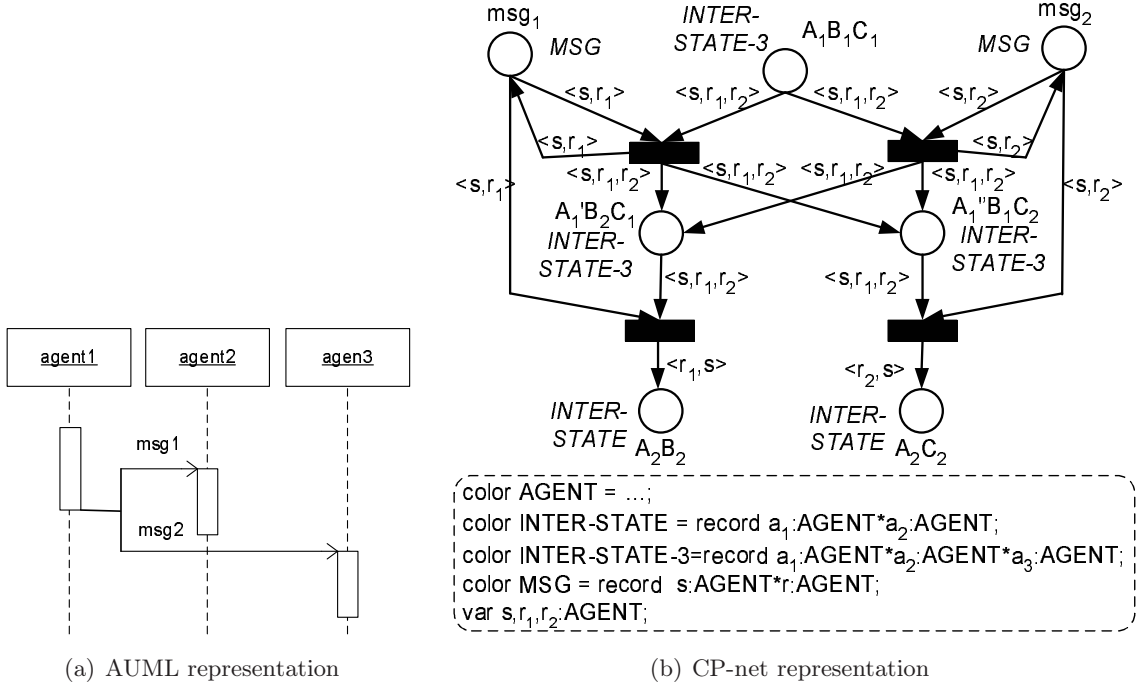 msg₁
MSG
INTER-
STATE-3
A₁B₁C₁
msg₂
MSG
<s,r₁>
<s,r₁,r₂>
<s,r₁,r₂>
<s,r₂>
<s,r₁>
<s,r₂>
<s,r₁>
<s,r₁,r₂>
<s,r₁,r₂>
<s,r₁,r₂>
<s,r₁,r₂>
<s,r₂>
A₁'B₂C₁
INTER-
STATE-3
A₁''B₁C₂
INTER-
STATE-3
<s,r₁,r₂>
<s,r₁,r₂>
<r₁,s>
<r₂,s>
INTER-
STATE
A₂B₂
INTER-
STATE
A₂C₂
agent1
agent2
agen3
msg1
msg2
color AGENT = ...;
color INTER-STATE = record a₁:AGENT*a₂:AGENT;
color INTER-STATE-3=record a₁:AGENT*a₂:AGENT*a₃:AGENT;
color MSG = record s:AGENT*r:AGENT;
var s,r₁,r₂:AGENT;
(a) AUML representation
(b) CP-net representation